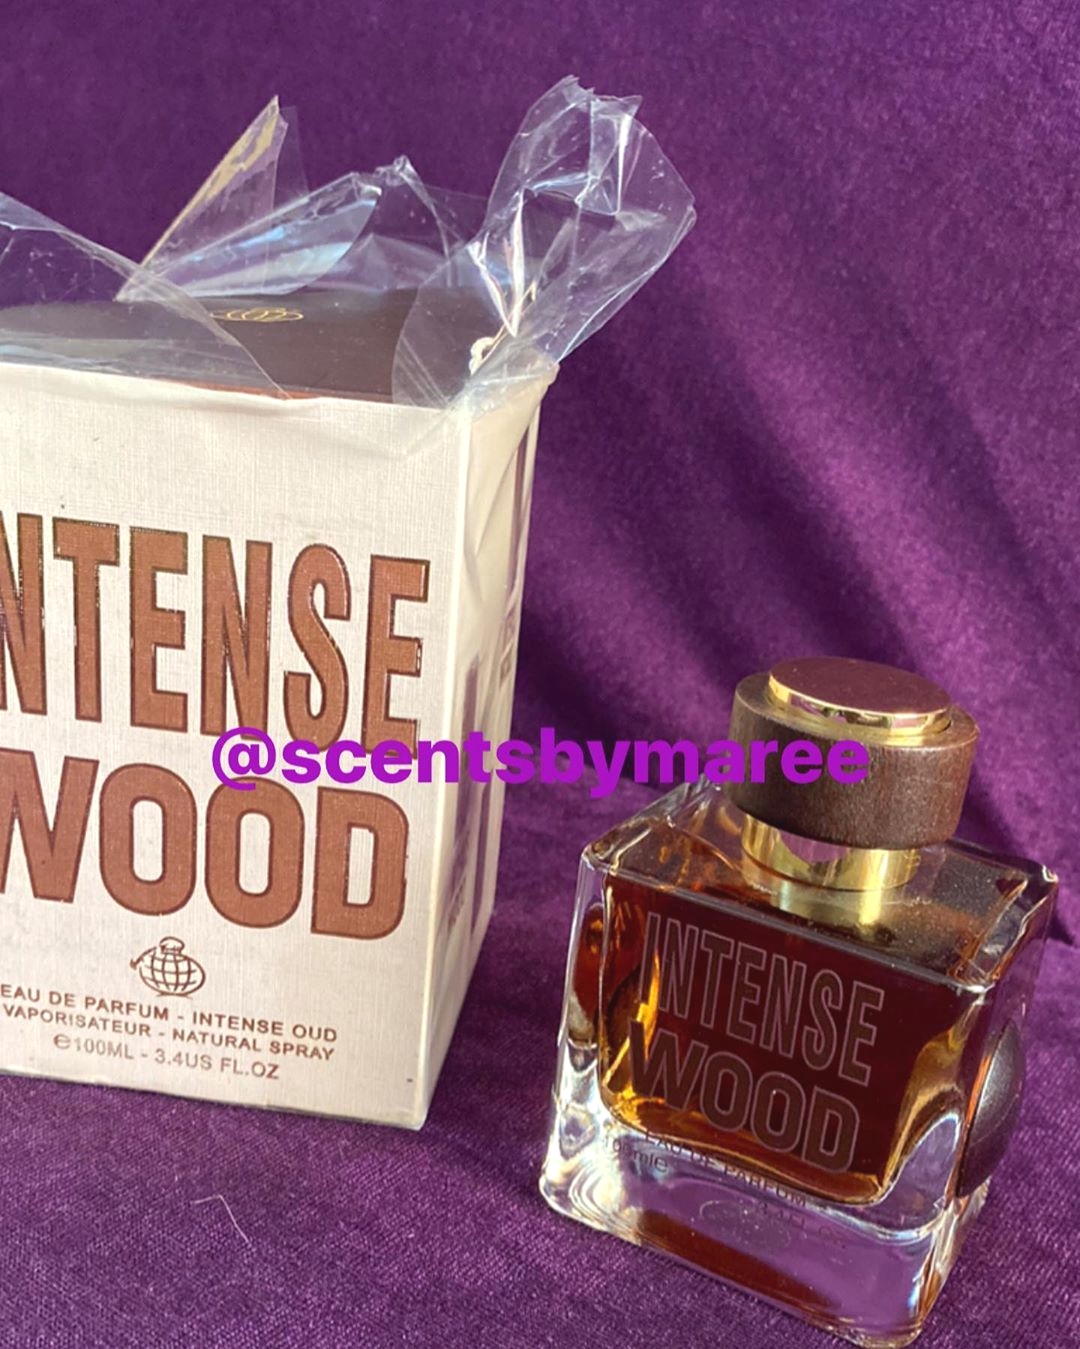 INTENSE
WOOD
EAU DE PARFUM - INTENSE OUD
VAPORISATEUR - NATURAL SPRAY
℮100ML - 3.4US FL.OZ
@scentsbymaree
INTENSE
WOOD
EAU DE PARFUM
100ml℮